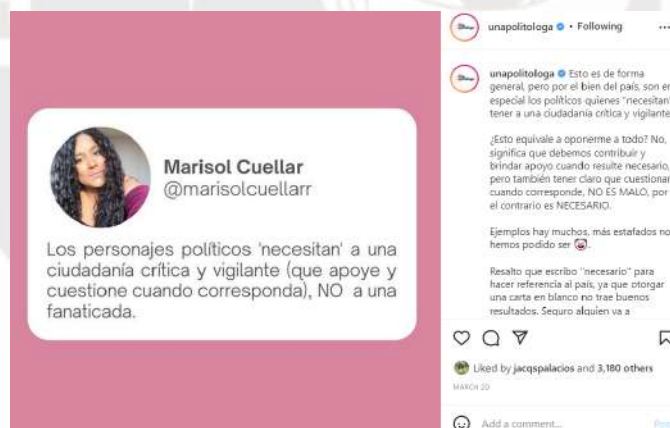 Marisol Cuellar
@marisolcuellarr
Los personajes políticos 'necesitan' a una
ciudadanía crítica y vigilante (que apoye y
cuestione cuando corresponda), NO a una
fanaticada.
unapolitologa • Following
unapolitologa Esto es de forma
general, pero por el bien del país, son en
especial los políticos quienes "necesitan"
tener a una ciudadanía crítica y vigilante.
¿Esto equivale a oponerme a todo? No,
significa que debemos contribuir y
brindar apoyo cuando resulte necesario,
pero también tener claro que cuestionar
cuando corresponde, NO ES MALO, por
el contrario es NECESARIO.
Ejemplos hay muchos, más estafados no
hemos podido ser 🤡.
Resalto que escribo "necesario" para
hacer referencia al país, ya que otorgar
una carta en blanco no trae buenos
resultados. Seguro alguien va a
Liked by jacqspalacios and 3,180 others
MARCH 20
Add a comment...
Post